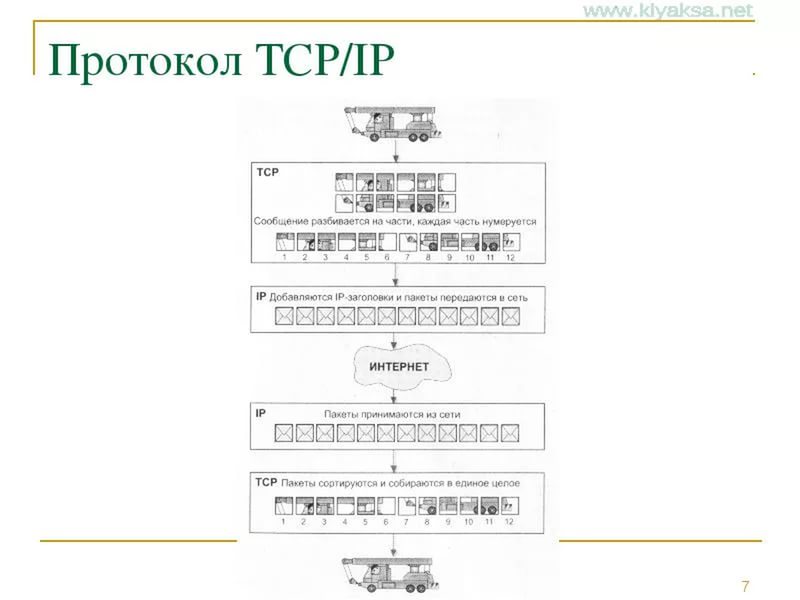 www.klyaksa.net
Протокол TCP/IP
TCP
Сообщение разбивается на части, каждая часть нумеруется
1 2 3 4 5 6 7 8 9 10 11 12
IP Добавляются IP-заголовки и пакеты передаются в сеть
ИНТЕРНЕТ
IP Пакеты принимаются из сети
TCP Пакеты сортируются и собираются в единое целое
1 2 3 4 5 6 7 8 9 10 11 12
7